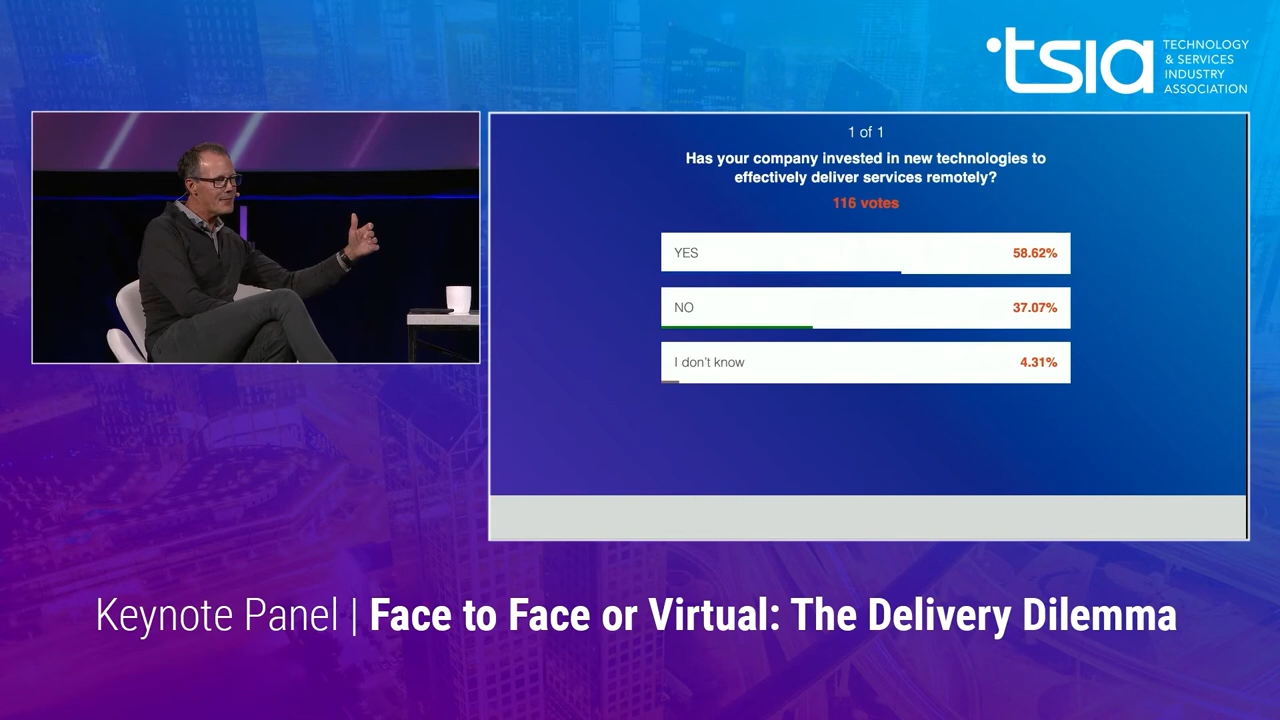 tsia
TECHNOLOGY
& SERVICES
INDUSTRY
ASSOCIATION
1 of 1
Has your company invested in new technologies to
effectively deliver services remotely?
116 votes
YES 58.62%
NO 37.07%
I don't know 4.31%
Keynote Panel | Face to Face or Virtual: The Delivery Dilemma